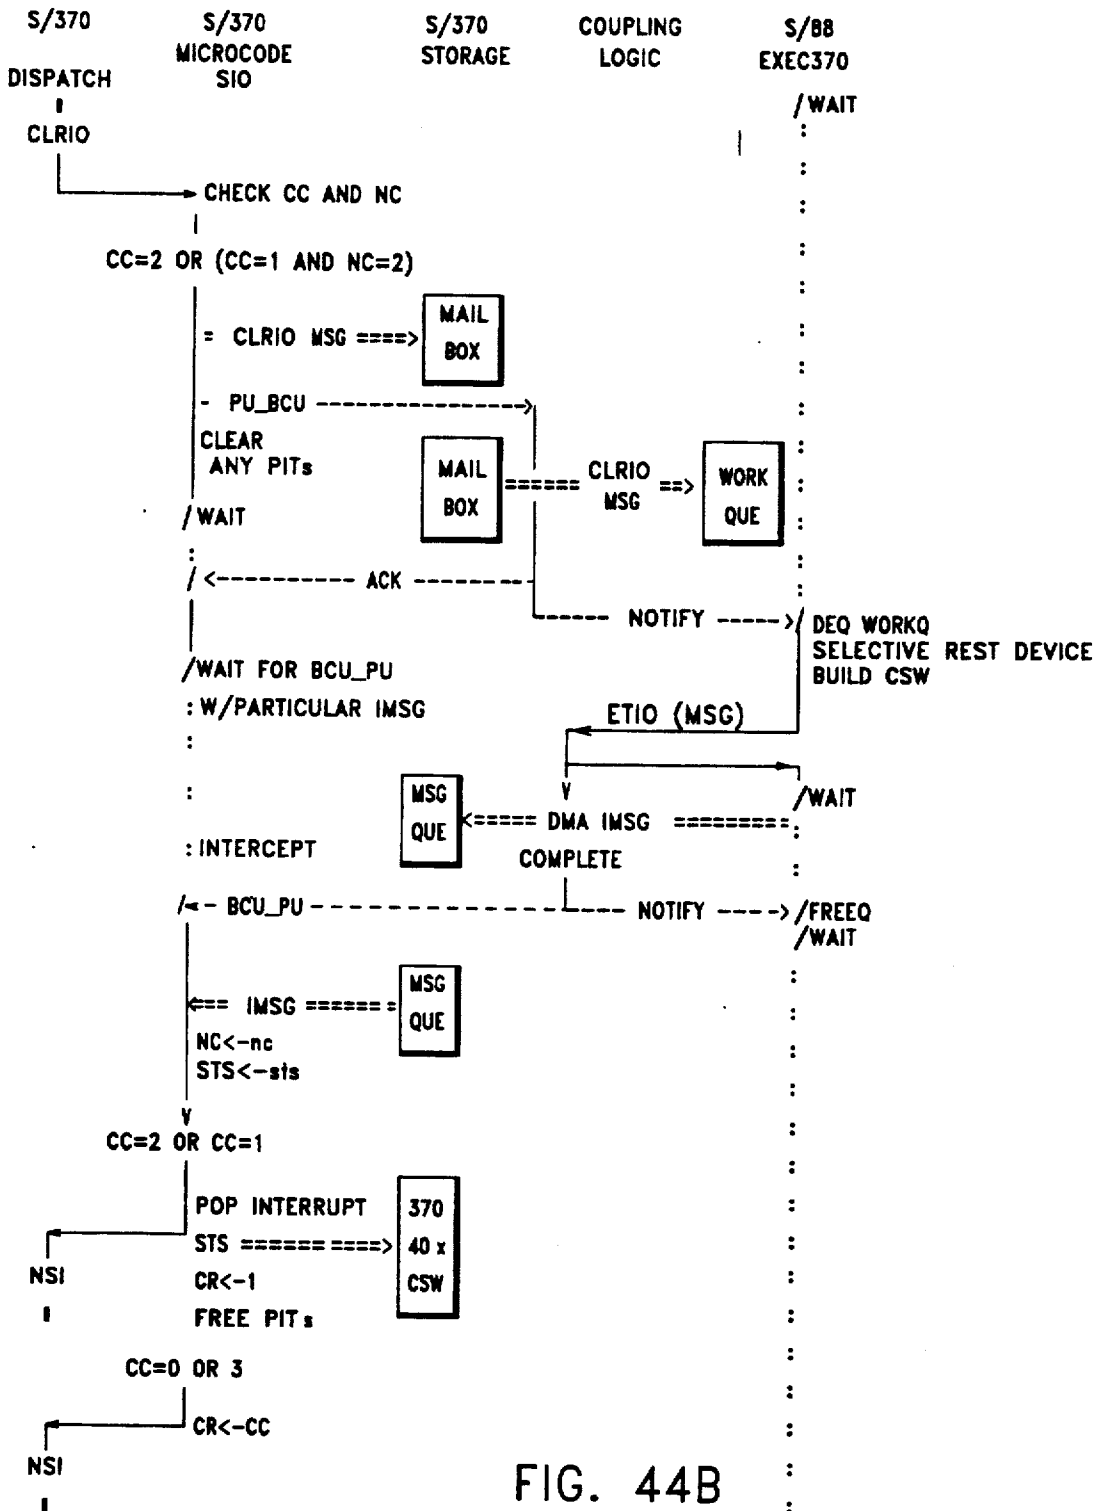 S/370 S/370 S/370 COUPLING S/88
MICROCODE STORAGE LOGIC EXEC370
SIO
DISPATCH
/WAIT
CLRIO
CHECK CC AND NC
CC=2 OR (CC=1 AND NC=2)
= CLRIO MSG ====> MAIL
BOX
- PU_BCU --------------->
CLEAR
ANY PITs
MAIL
BOX ====== CLRIO ==> WORK
MSG QUE
/WAIT
/ <---------- ACK --------
------ NOTIFY -----> / DEQ WORKQ
SELECTIVE REST DEVICE
BUILD CSW
/WAIT FOR BCU_PU
: W/PARTICULAR IMSG
ETIO (MSG)
/WAIT
MSG
QUE <===== DMA IMSG ========
COMPLETE
: INTERCEPT
/<- BCU_PU --------------- NOTIFY ----> /FREEQ
/WAIT
<=== IMSG ======= MSG
QUE
NC<-nc
STS<-sts
CC=2 OR CC=1
POP INTERRUPT 370
STS ==========> 40 x
CSW
NSI
CR<-1
FREE PITs
CC=0 OR 3
CR<-CC
NSI
FIG. 44B